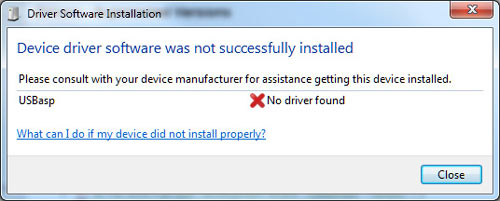 Driver Software Installation
Device driver software was not successfully installed
Please consult with your device manufacturer for assistance getting this device installed.
USBasp No driver found
What can I do if my device did not install properly?
Close